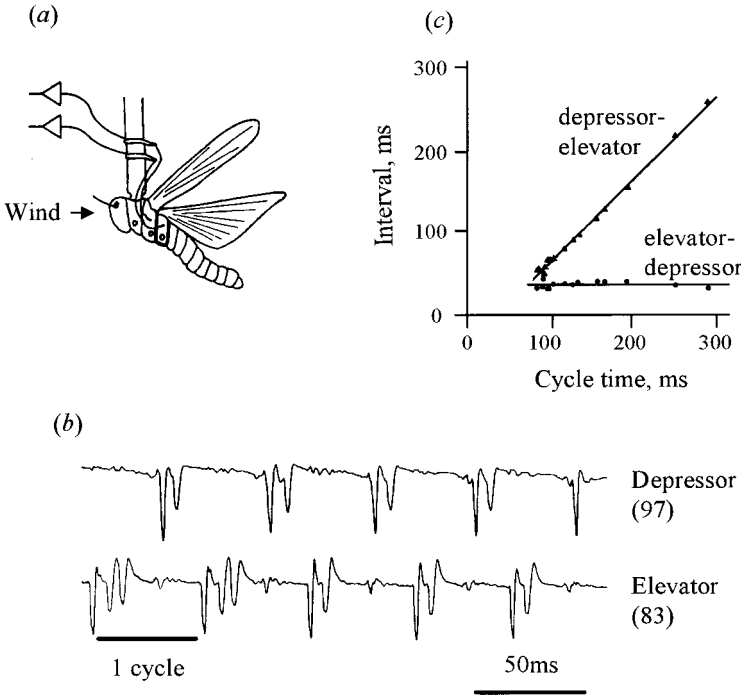 (a)
Wind
(c)
Interval, ms
300
200
100
0
depressor-
elevator
elevator-
depressor
0
100
200
300
Cycle time, ms
(b)
Depressor
(97)
Elevator
(83)
1 cycle
50ms